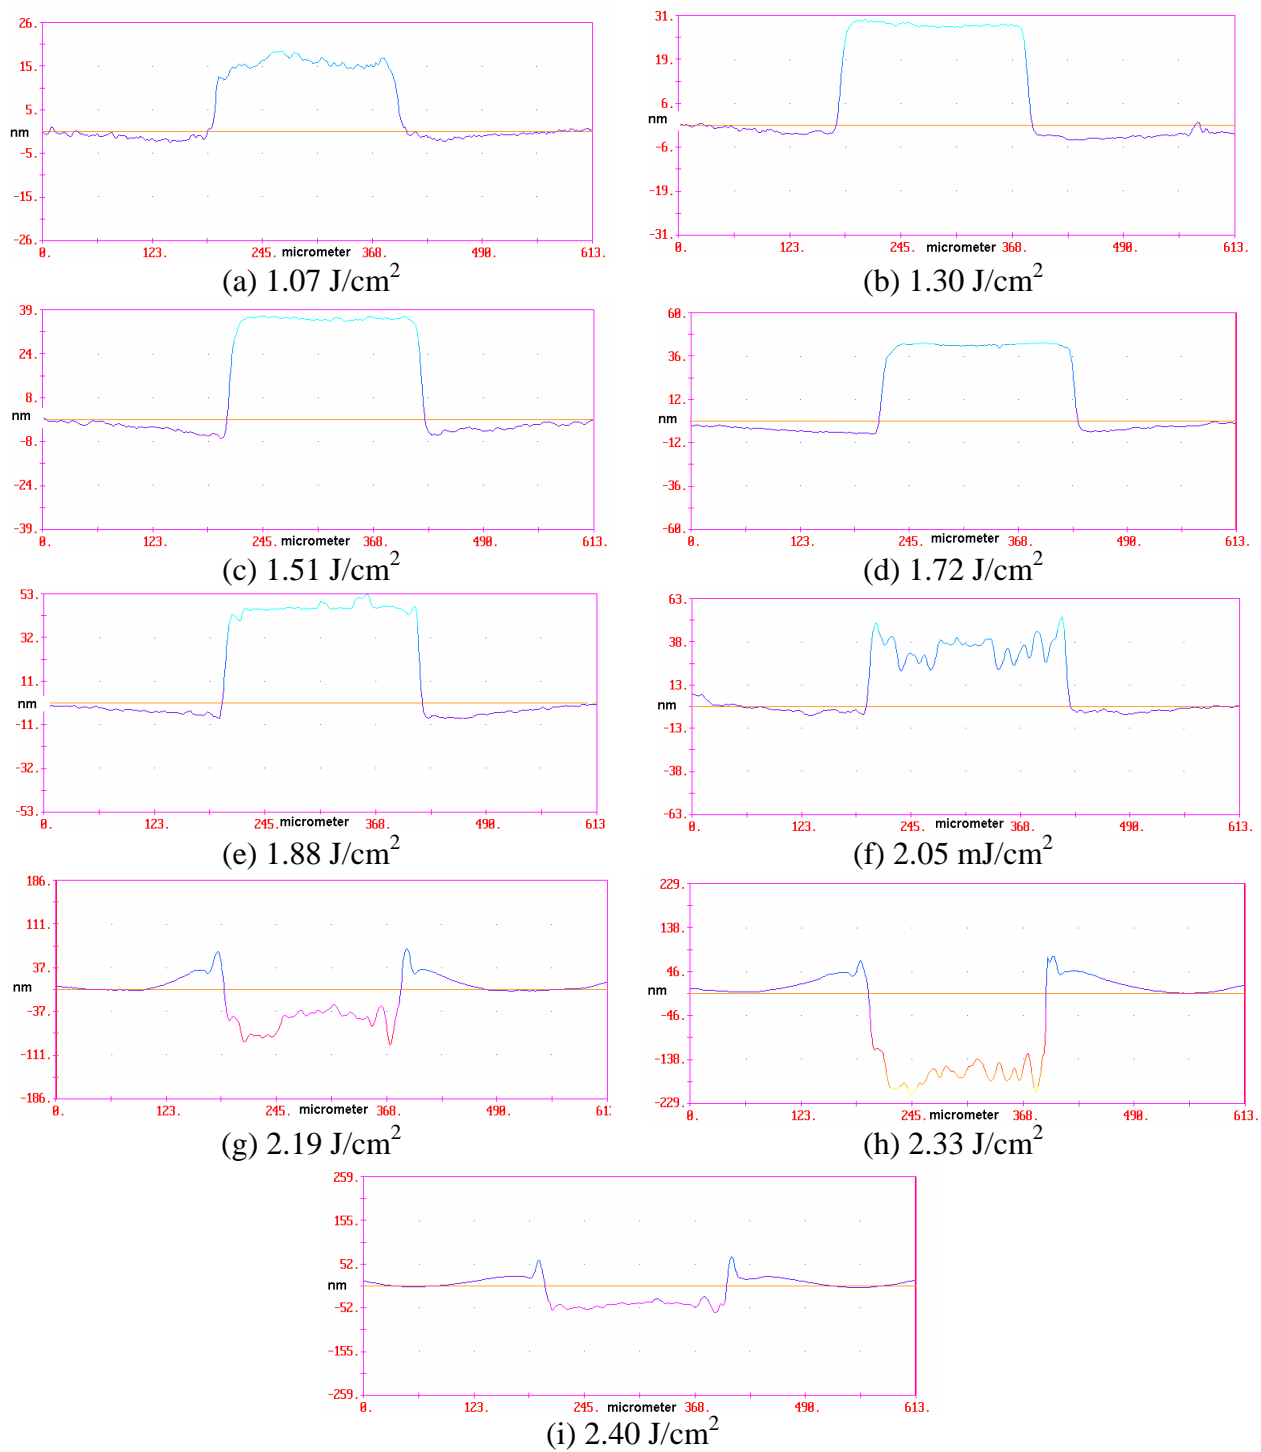 26.
15.
5.
nm
-5.
-15.
-26.
0. 123. 245. micrometer 368. 490. 613.
(a) 1.07 J/cm²
31.
19.
6.
nm
-6.
-19.
-31.
0. 123. 245. micrometer 368. 490. 613.
(b) 1.30 J/cm²
39.
24.
8.
nm
-8.
-24.
-39.
0. 123. 245. micrometer 368. 490. 613.
(c) 1.51 J/cm²
60.
36.
12.
nm
-12.
-36.
-60.
0. 123. 245. micrometer 368. 490. 613.
(d) 1.72 J/cm²
53.
32.
11.
nm
-11.
-32.
-53.
0. 123. 245. micrometer 368. 490. 613.
(e) 1.88 J/cm²
63.
38.
13.
nm
-13.
-38.
-63.
0. 123. 245. micrometer 368. 490. 613.
(f) 2.05 mJ/cm²
186.
111.
37.
nm
-37.
-111.
-186.
0. 123. 245. micrometer 368. 490. 613
(g) 2.19 J/cm²
229.
138.
46.
nm
-46.
-138.
-229.
0. 123. 245. micrometer 368. 490. 613.
(h) 2.33 J/cm²
259.
155.
52.
nm
-52.
-155.
-259.
0. 123. 245. micrometer 368. 490. 613.
(i) 2.40 J/cm²